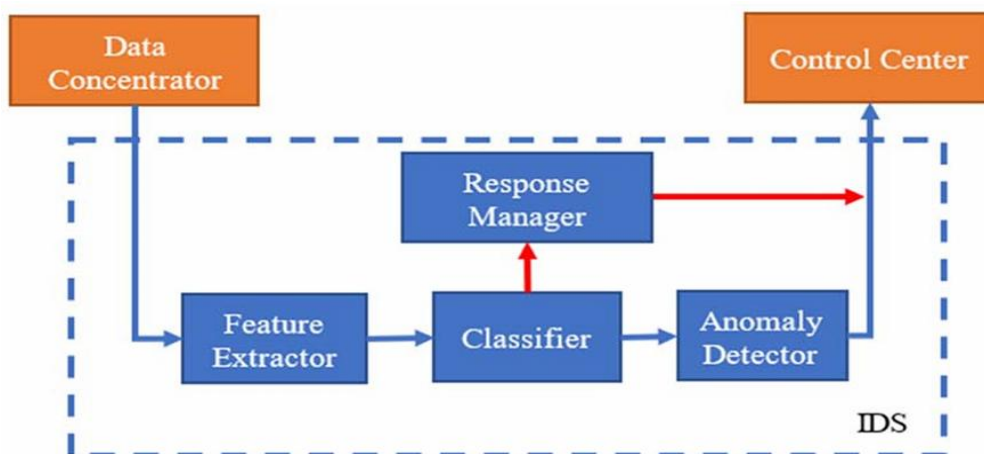 Data
Concentrator
Control Center
Response
Manager
Feature
Extractor
Classifier
Anomaly
Detector
IDS